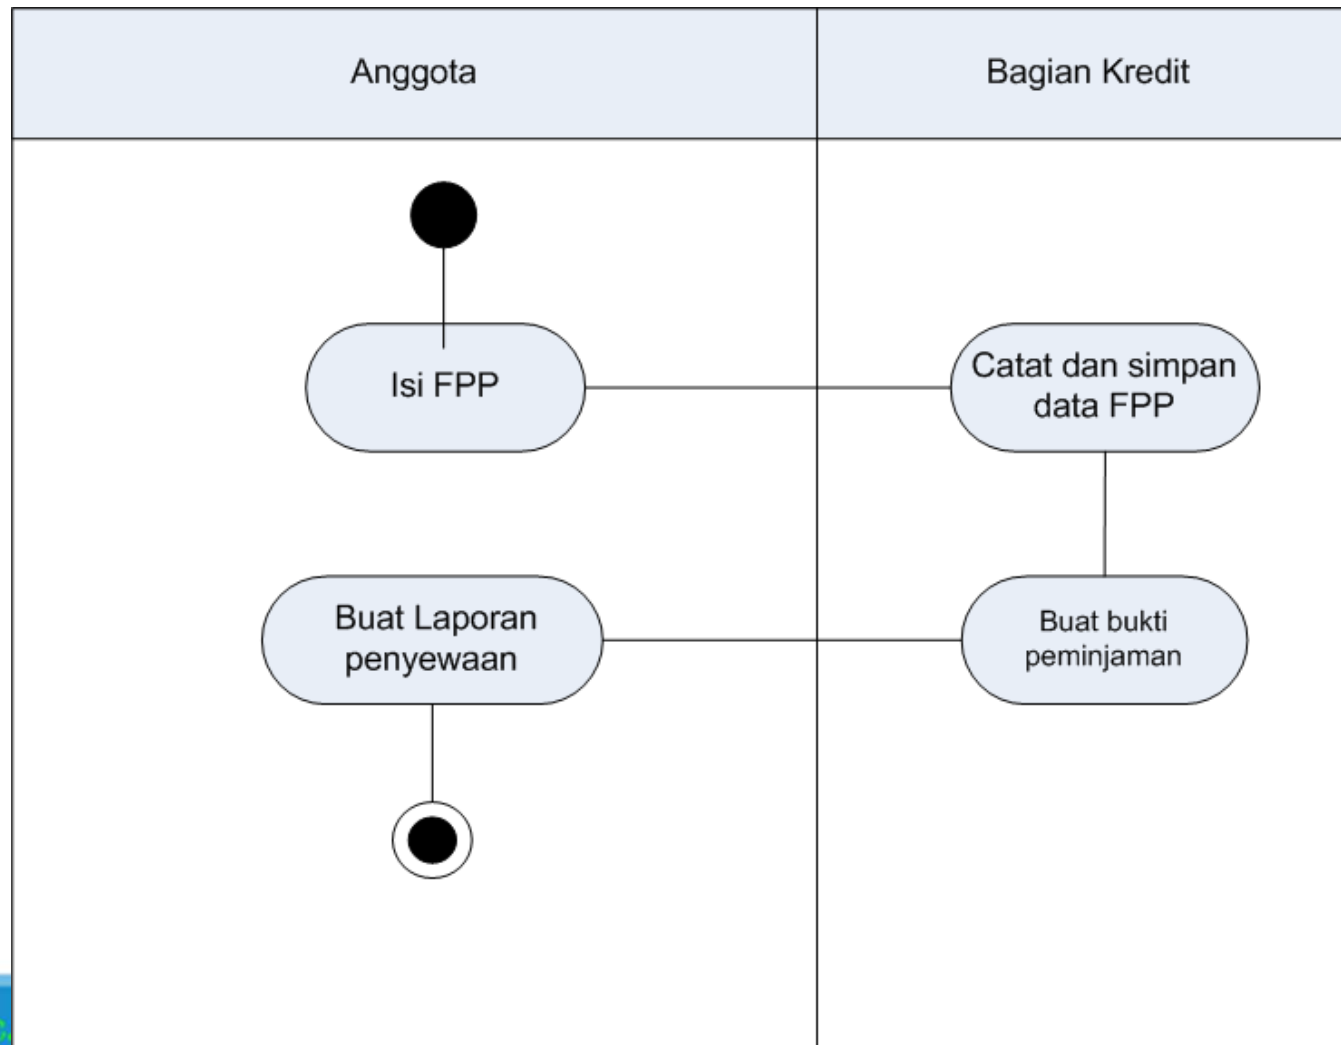 Anggota
Bagian Kredit
Isi FPP
Catat dan simpan
data FPP
Buat Laporan
penyewaan
Buat bukti
peminjaman